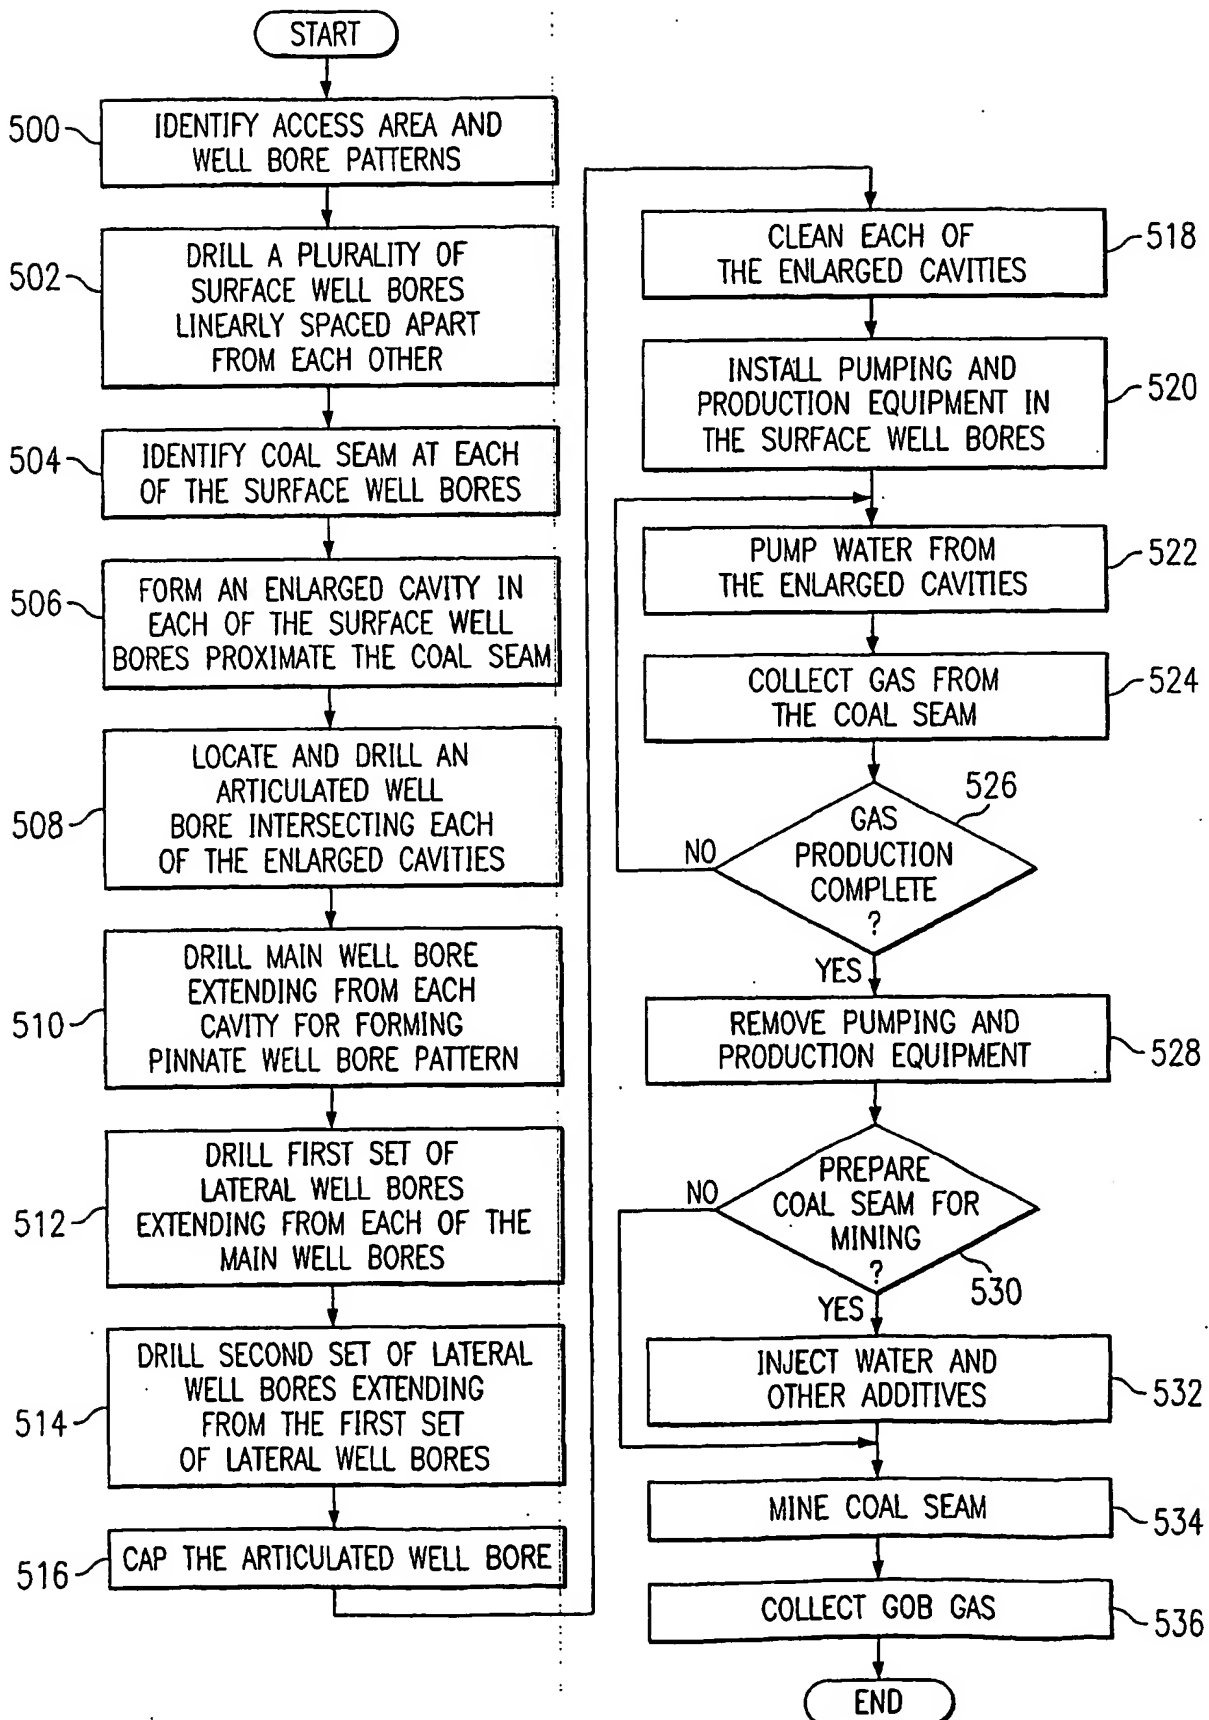 START
500
IDENTIFY ACCESS AREA AND
WELL BORE PATTERNS
502
DRILL A PLURALITY OF
SURFACE WELL BORES
LINEARLY SPACED APART
FROM EACH OTHER
504
IDENTIFY COAL SEAM AT EACH
OF THE SURFACE WELL BORES
506
FORM AN ENLARGED CAVITY IN
EACH OF THE SURFACE WELL
BORES PROXIMATE THE COAL SEAM
508
LOCATE AND DRILL AN
ARTICULATED WELL
BORE INTERSECTING EACH
OF THE ENLARGED CAVITIES
510
DRILL MAIN WELL BORE
EXTENDING FROM EACH
CAVITY FOR FORMING
PINNATE WELL BORE PATTERN
512
DRILL FIRST SET OF
LATERAL WELL BORES
EXTENDING FROM EACH OF THE
MAIN WELL BORES
514
DRILL SECOND SET OF LATERAL
WELL BORES EXTENDING
FROM THE FIRST SET
OF LATERAL WELL BORES
516
CAP THE ARTICULATED WELL BORE
CLEAN EACH OF
THE ENLARGED CAVITIES
518
INSTALL PUMPING AND
PRODUCTION EQUIPMENT IN
THE SURFACE WELL BORES
520
PUMP WATER FROM
THE ENLARGED CAVITIES
522
COLLECT GAS FROM
THE COAL SEAM
524
526
GAS
PRODUCTION
COMPLETE
?
NO
YES
REMOVE PUMPING AND
PRODUCTION EQUIPMENT
528
PREPARE
COAL SEAM FOR
MINING
?
NO
530
YES
INJECT WATER AND
OTHER ADDITIVES
532
MINE COAL SEAM
534
COLLECT GOB GAS
536
END